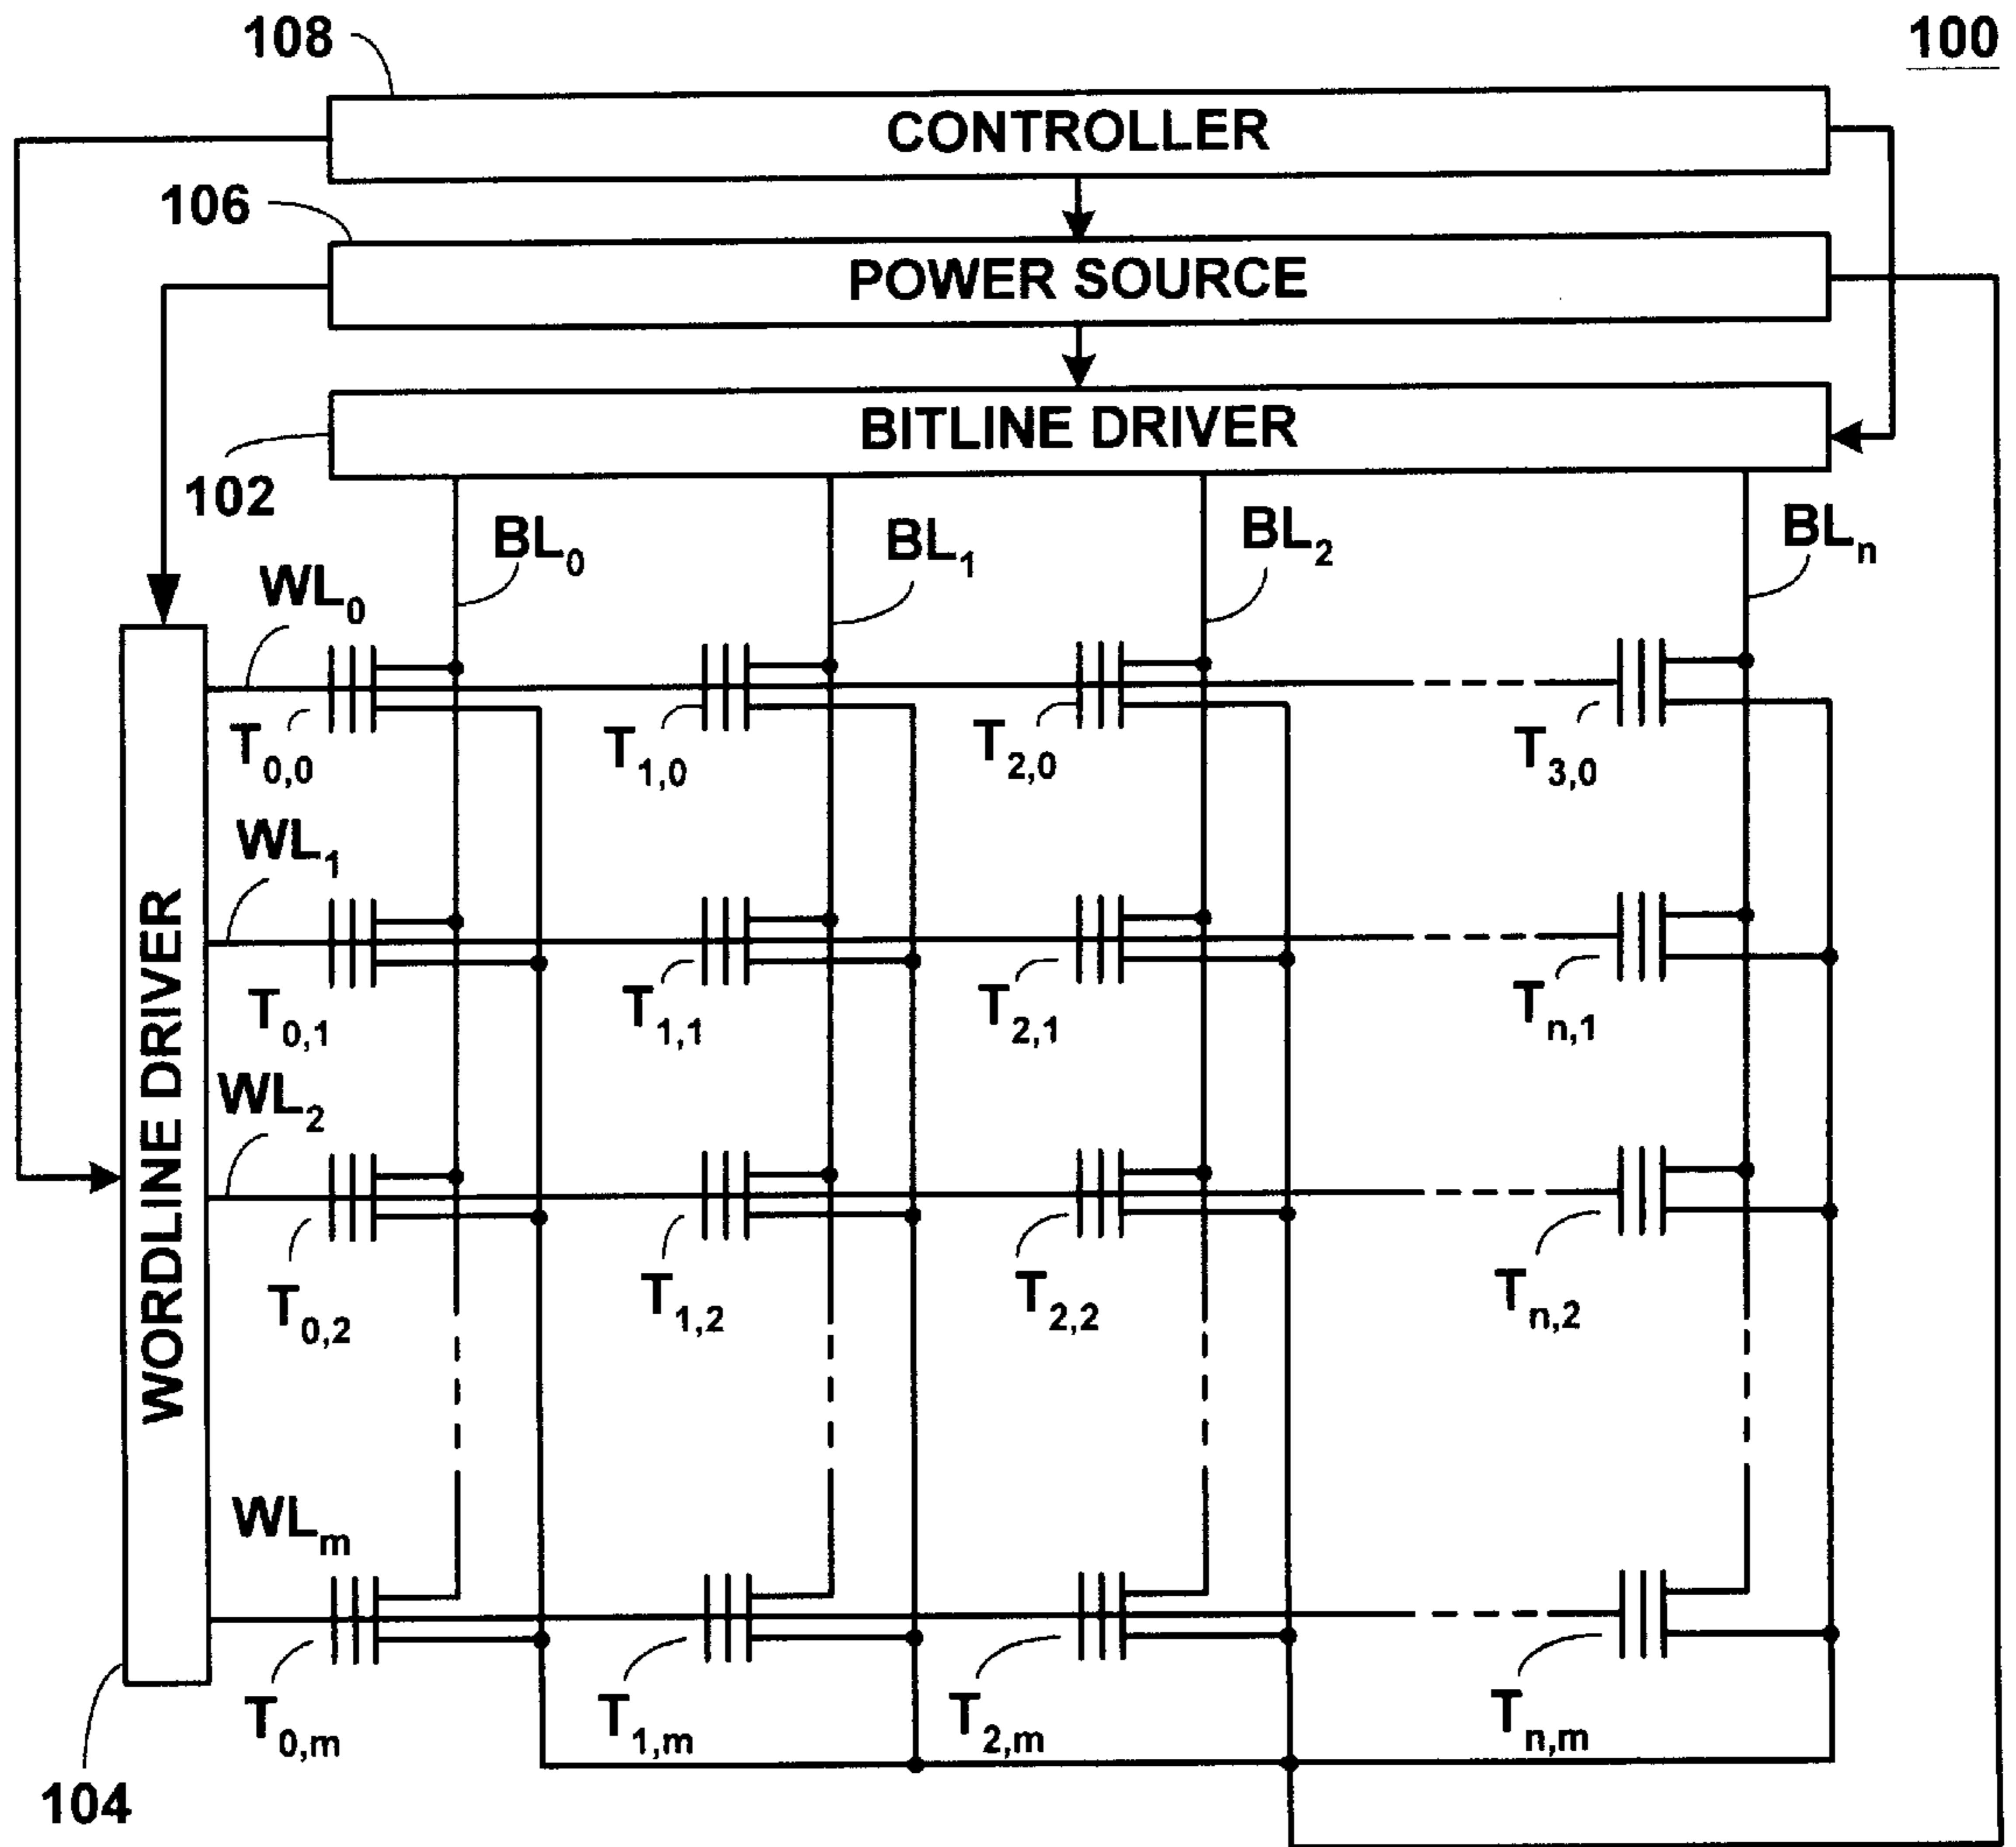 108
100
CONTROLLER
106
POWER SOURCE
BITLINE DRIVER
102
BL₀
BL₁
BL₂
BLₙ
WL₀
T₀,₀
T₁,₀
T₂,₀
T₃,₀
WL₁
T₀,₁
T₁,₁
T₂,₁
Tₙ,₁
WORDLINE DRIVER
WL₂
T₀,₂
T₁,₂
T₂,₂
Tₙ,₂
WLₘ
T₀,ₘ
T₁,ₘ
T₂,ₘ
Tₙ,ₘ
104